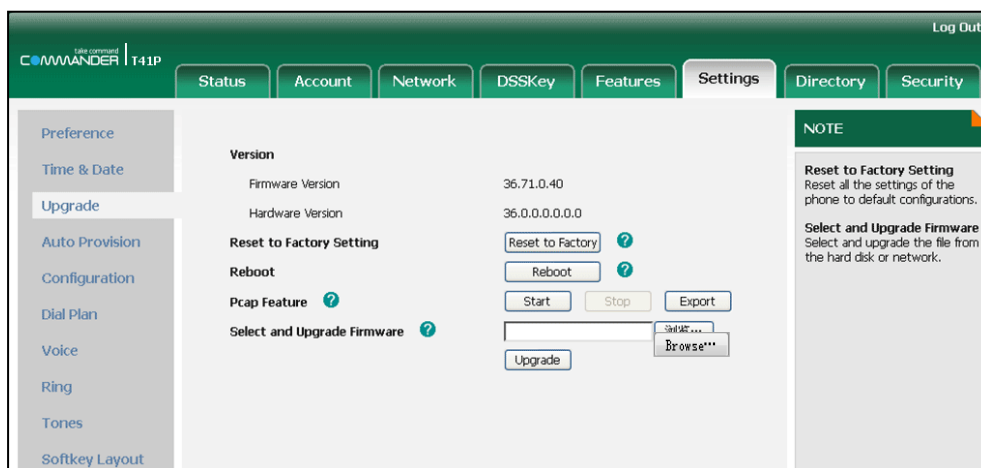 Log Out
take command
COMMANDER T41P
Status Account Network DSSKey Features Settings Directory Security
Preference
Time & Date
Upgrade
Auto Provision
Configuration
Dial Plan
Voice
Ring
Tones
Softkey Layout
Version
Firmware Version 36.71.0.40
Hardware Version 36.0.0.0.0.0.0
Reset to Factory Setting Reset to Factory ?
Reboot Reboot ?
Pcap Feature ? Start Stop Export
Select and Upgrade Firmware ?
Browse...
Upgrade
NOTE
Reset to Factory Setting
Reset all the settings of the
phone to default configurations.
Select and Upgrade Firmware
Select and upgrade the file from
the hard disk or network.